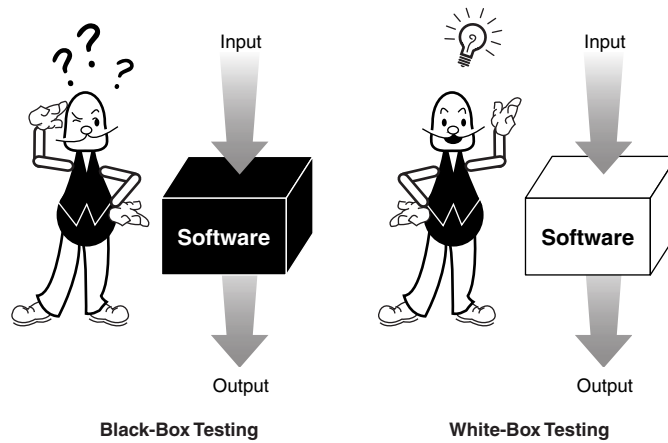 ? ? ?
Input
Software
Output
Black-Box Testing
Input
Software
Output
White-Box Testing